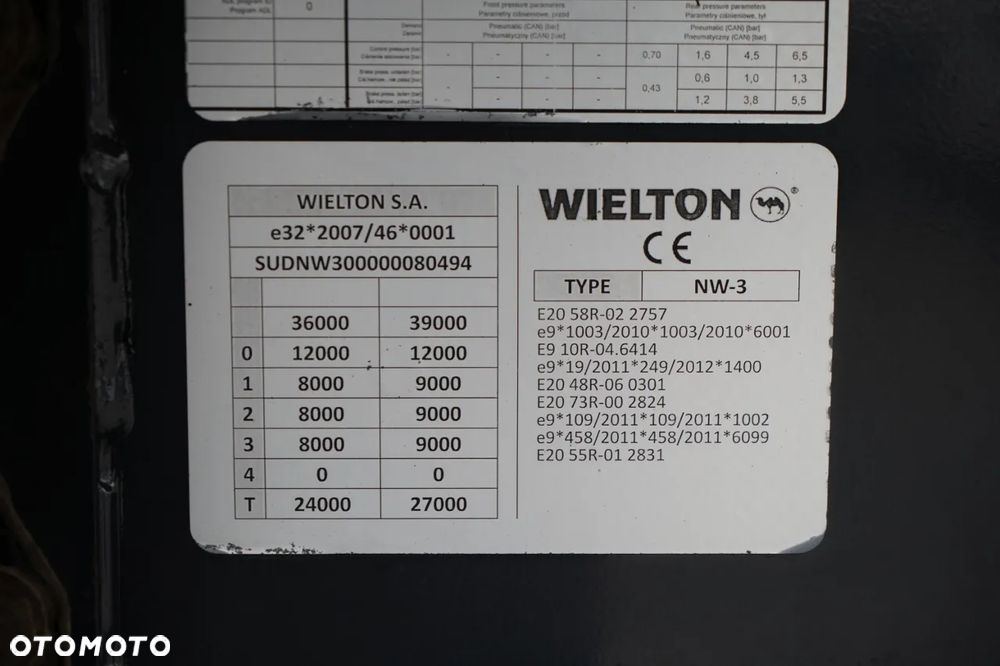 Program ADL 0
Front pressure parameters Rear pressure parameters
Parametry ciśnieniowe, przód Parametry ciśnieniowe, tył
Demand Pneumatic (CAN) [bar] Pneumatic (CAN) [bar]
Pneumatyczny (CAN) [bar] Pneumatyczny (CAN) [bar]
- - - 0,70 1,6 4,5 6,5
- - - 0,43 0,6 1,0 1,3
- - - 1,2 3,8 5,5
WIELTON S.A.
e32*2007/46*0001
SUDNW300000080494
36000 39000
0 12000 12000
1 8000 9000
2 8000 9000
3 8000 9000
4 0 0
T 24000 27000
WIELTON ®
CE
TYPE NW-3
E20 58R-02 2757
e9*1003/2010*1003/2010*6001
E9 10R-04.6414
e9*19/2011*249/2012*1400
E20 48R-06 0301
E20 73R-00 2824
e9*109/2011*109/2011*1002
e9*458/2011*458/2011*6099
E20 55R-01 2831
OTOMOTO